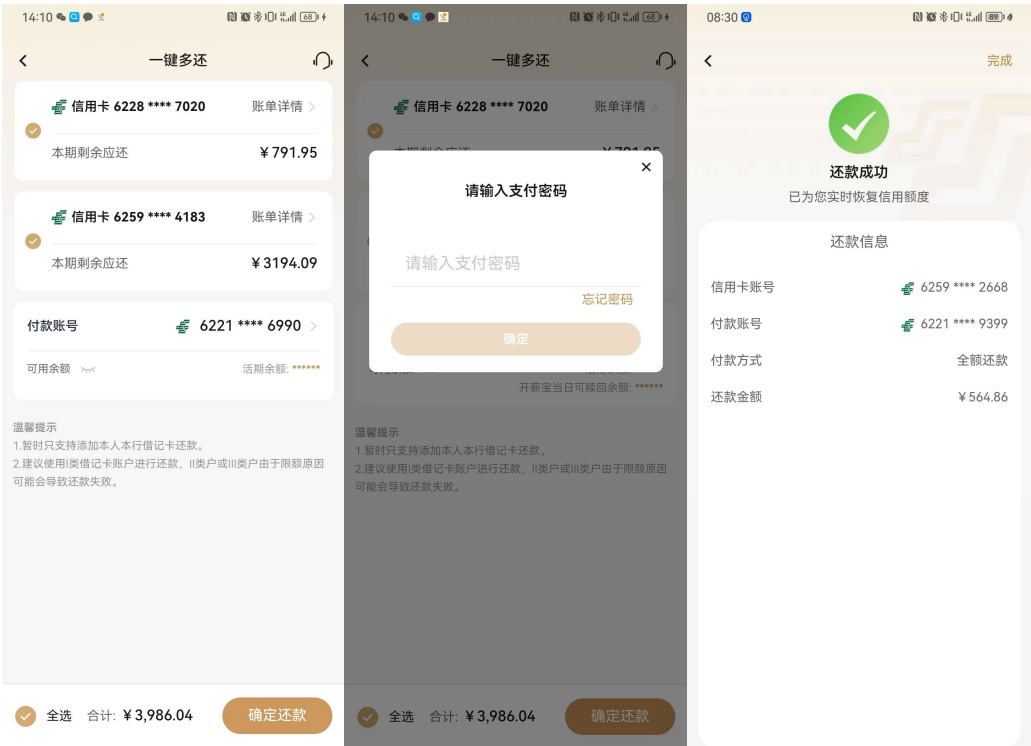 14:10
68
一键多还
信用卡 6228 **** 7020
账单详情
本期剩余应还
¥791.95
信用卡 6259 **** 4183
账单详情
本期剩余应还
¥3194.09
付款账号
6221 **** 6990
可用余额
活期余额:******
温馨提示
1.暂时只支持添加本人本行借记卡还款。
2.建议使用I类借记卡账户进行还款，II类户或III类户由于限额原因
可能会导致还款失败。
全选
合计:¥3,986.04
确定还款
14:10
68
一键多还
信用卡 6228 **** 7020
账单详情
请输入支付密码
请输入支付密码
忘记密码
确定
开薪宝当日可赎回余额:******
温馨提示
1.暂时只支持添加本人本行借记卡还款。
2.建议使用I类借记卡账户进行还款，II类户或III类户由于限额原因
可能会导致还款失败。
全选
合计:¥3,986.04
确定还款
08:30
89
完成
还款成功
已为您实时恢复信用额度
还款信息
信用卡账号
6259 **** 2668
付款账号
6221 **** 9399
付款方式
全额还款
还款金额
¥564.86